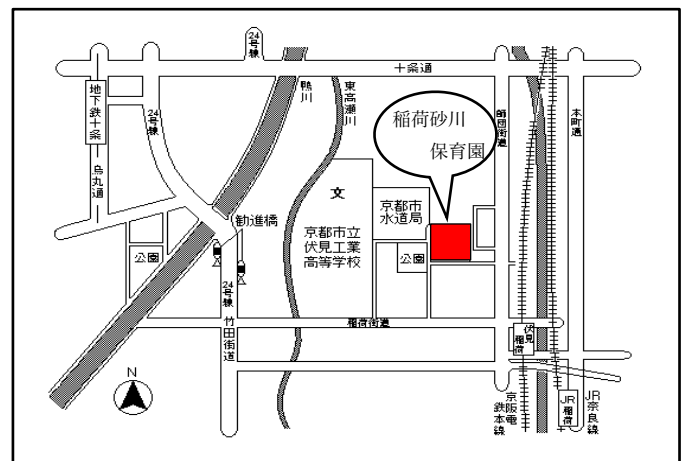 24号線
十条通
地下鉄十条
24号線
鴨川
東高瀬川
師団街道
本町通
稲荷砂川
保育園
烏丸通
文
京都市
水道局
勧進橋
京都市立
伏見工業
高等学校
公園
公園
24号線
竹田街道
稲荷街道
伏見
稲荷
N
京阪電
鉄本線
JR
稲荷
JR奈良線